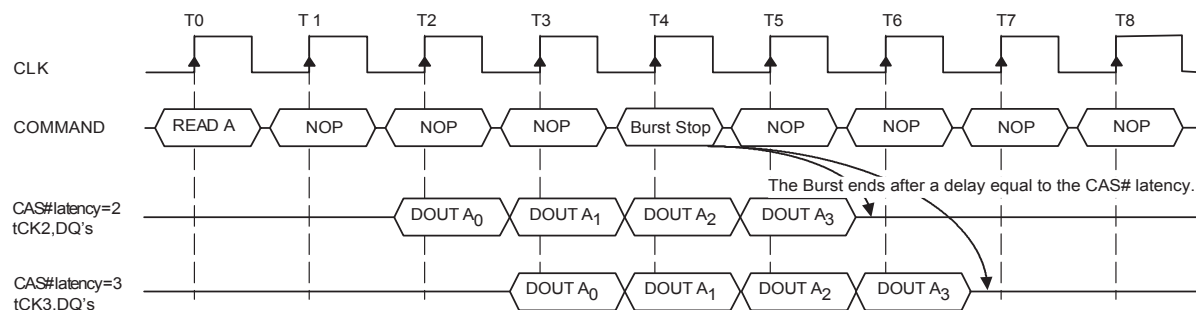 T0 T 1 T2 T3 T4 T5 T6 T7 T8
CLK
COMMAND READ A NOP NOP NOP Burst Stop NOP NOP NOP NOP
The Burst ends after a delay equal to the CAS# latency.
CAS# latency=2
tCK2,DQ's
DOUT A0 DOUT A1 DOUT A2 DOUT A3
CAS# latency=3
tCK3,DQ's
DOUT A0 DOUT A1 DOUT A2 DOUT A3